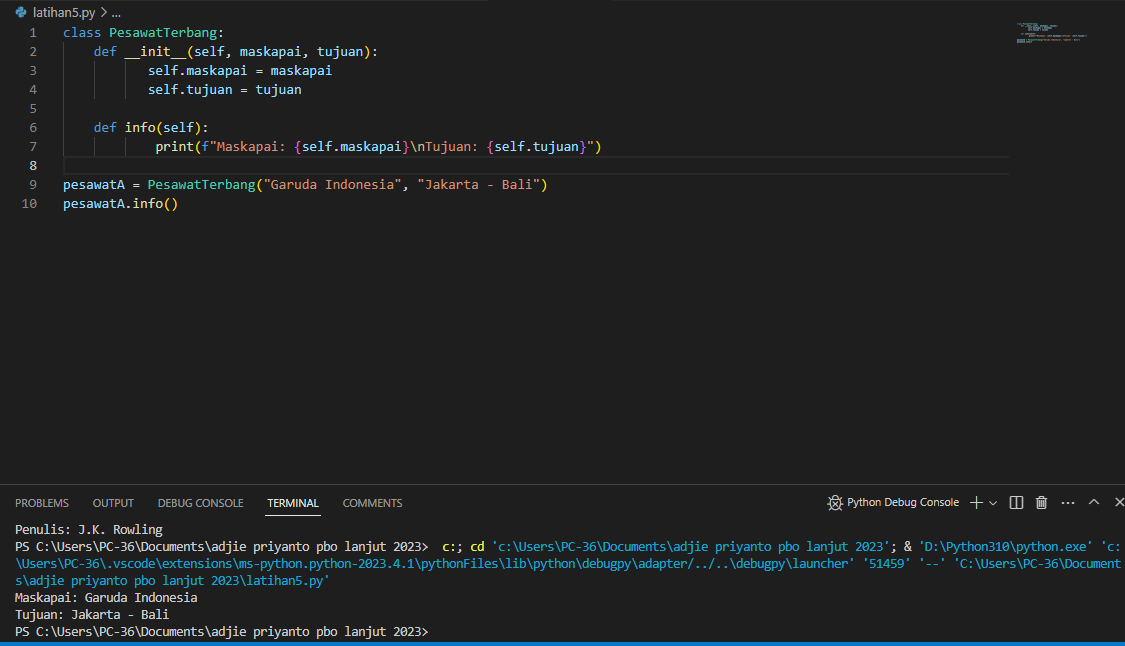 latihan5.py > ...
1 class PesawatTerbang:
2 def __init__(self, maskapai, tujuan):
3 self.maskapai = maskapai
4 self.tujuan = tujuan
5
6 def info(self):
7 print(f"Maskapai: {self.maskapai}\nTujuan: {self.tujuan}")
8
9 pesawatA = PesawatTerbang("Garuda Indonesia", "Jakarta - Bali")
10 pesawatA.info()
PROBLEMS OUTPUT DEBUG CONSOLE TERMINAL COMMENTS Python Debug Console
Penulis: J.K. Rowling
PS C:\Users\PC-36\Documents\adjie priyanto pbo lanjut 2023>  c:; cd 'c:\Users\PC-36\Documents\adjie priyanto pbo lanjut 2023'; & 'D:\Python310\python.exe' 'c:
\Users\PC-36\.vscode\extensions\ms-python.python-2023.4.1\pythonFiles\lib\python\debugpy\adapter/../..\debugpy\launcher' '51459' '--' 'C:\Users\PC-36\Document
s\adjie priyanto pbo lanjut 2023\latihan5.py'
Maskapai: Garuda Indonesia
Tujuan: Jakarta - Bali
PS C:\Users\PC-36\Documents\adjie priyanto pbo lanjut 2023>